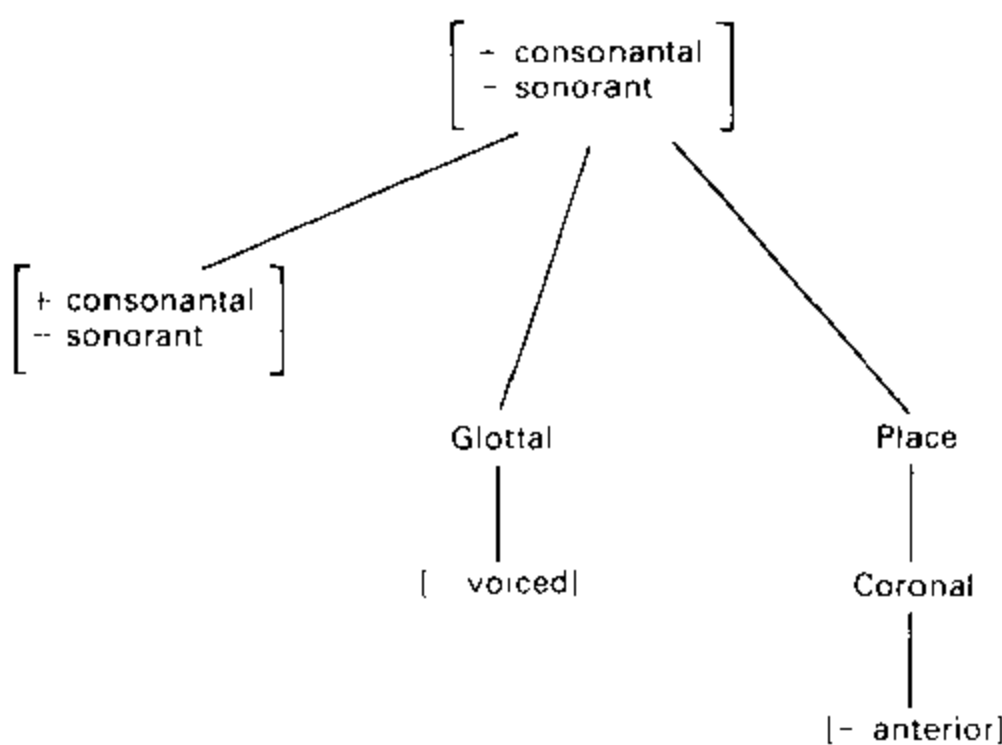 + consonantal
- sonorant
+ consonantal
- sonorant
Glottal
Place
[ voiced]
Coronal
[- anterior]